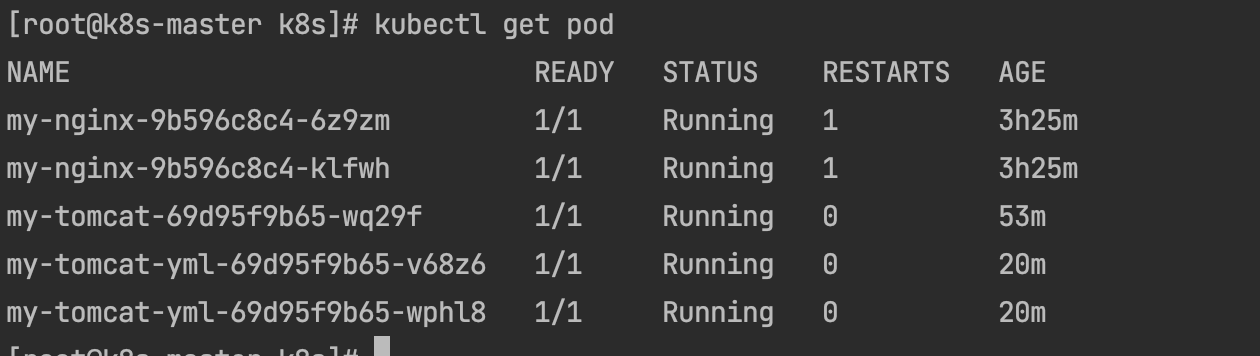 [root@k8s-master k8s]# kubectl get pod
NAME READY STATUS RESTARTS AGE
my-nginx-9b596c8c4-6z9zm 1/1 Running 1 3h25m
my-nginx-9b596c8c4-klfwh 1/1 Running 1 3h25m
my-tomcat-69d95f9b65-wq29f 1/1 Running 0 53m
my-tomcat-yml-69d95f9b65-v68z6 1/1 Running 0 20m
my-tomcat-yml-69d95f9b65-wphl8 1/1 Running 0 20m
[root@k8s-master k8s]#